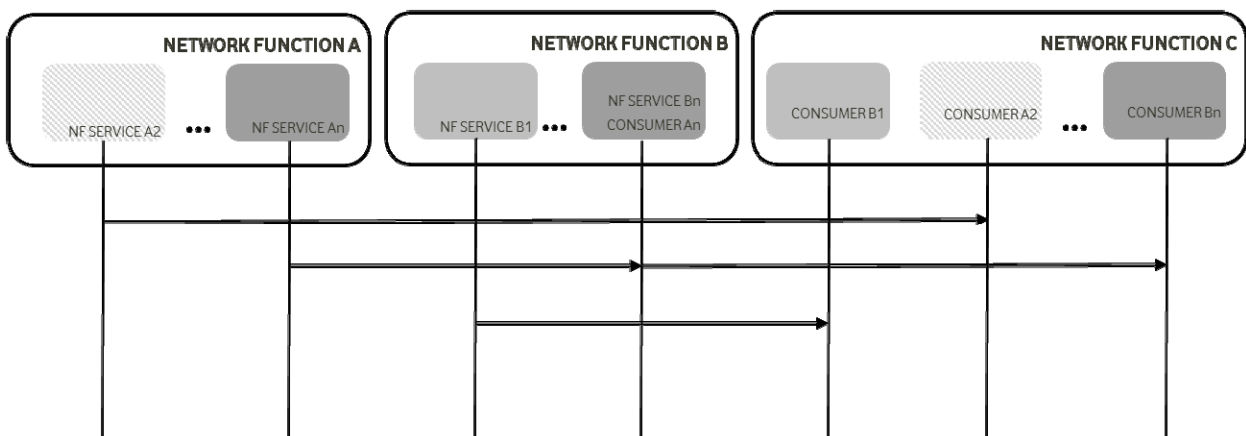 NETWORK FUNCTION A
NF SERVICE A2
...
NF SERVICE An
NETWORK FUNCTION B
NF SERVICE B1
...
NF SERVICE Bn
CONSUMER An
NETWORK FUNCTION C
CONSUMER B1
CONSUMER A2
...
CONSUMER Bn